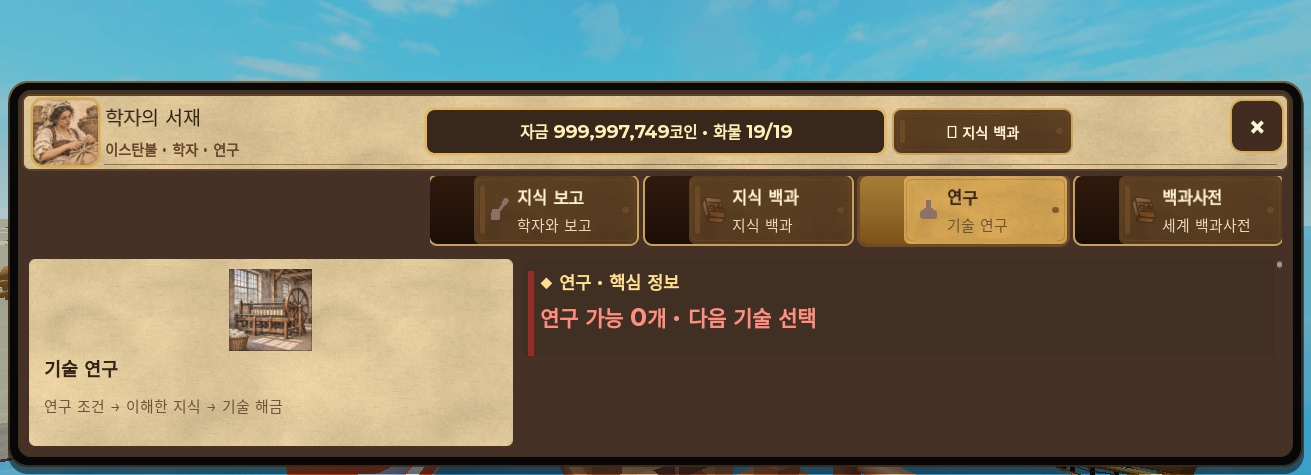 학자의 서재
이스탄불 • 학자 • 연구
자금 999,997,749코인 • 화물 19/19
지식 백과
×
지식 보고
학자와 보고
지식 백과
지식 백과
연구
기술 연구
백과사전
세계 백과사전
기술 연구
연구 조건 → 이해한 지식 → 기술 해금
◆ 연구 • 핵심 정보
연구 가능 0개 • 다음 기술 선택